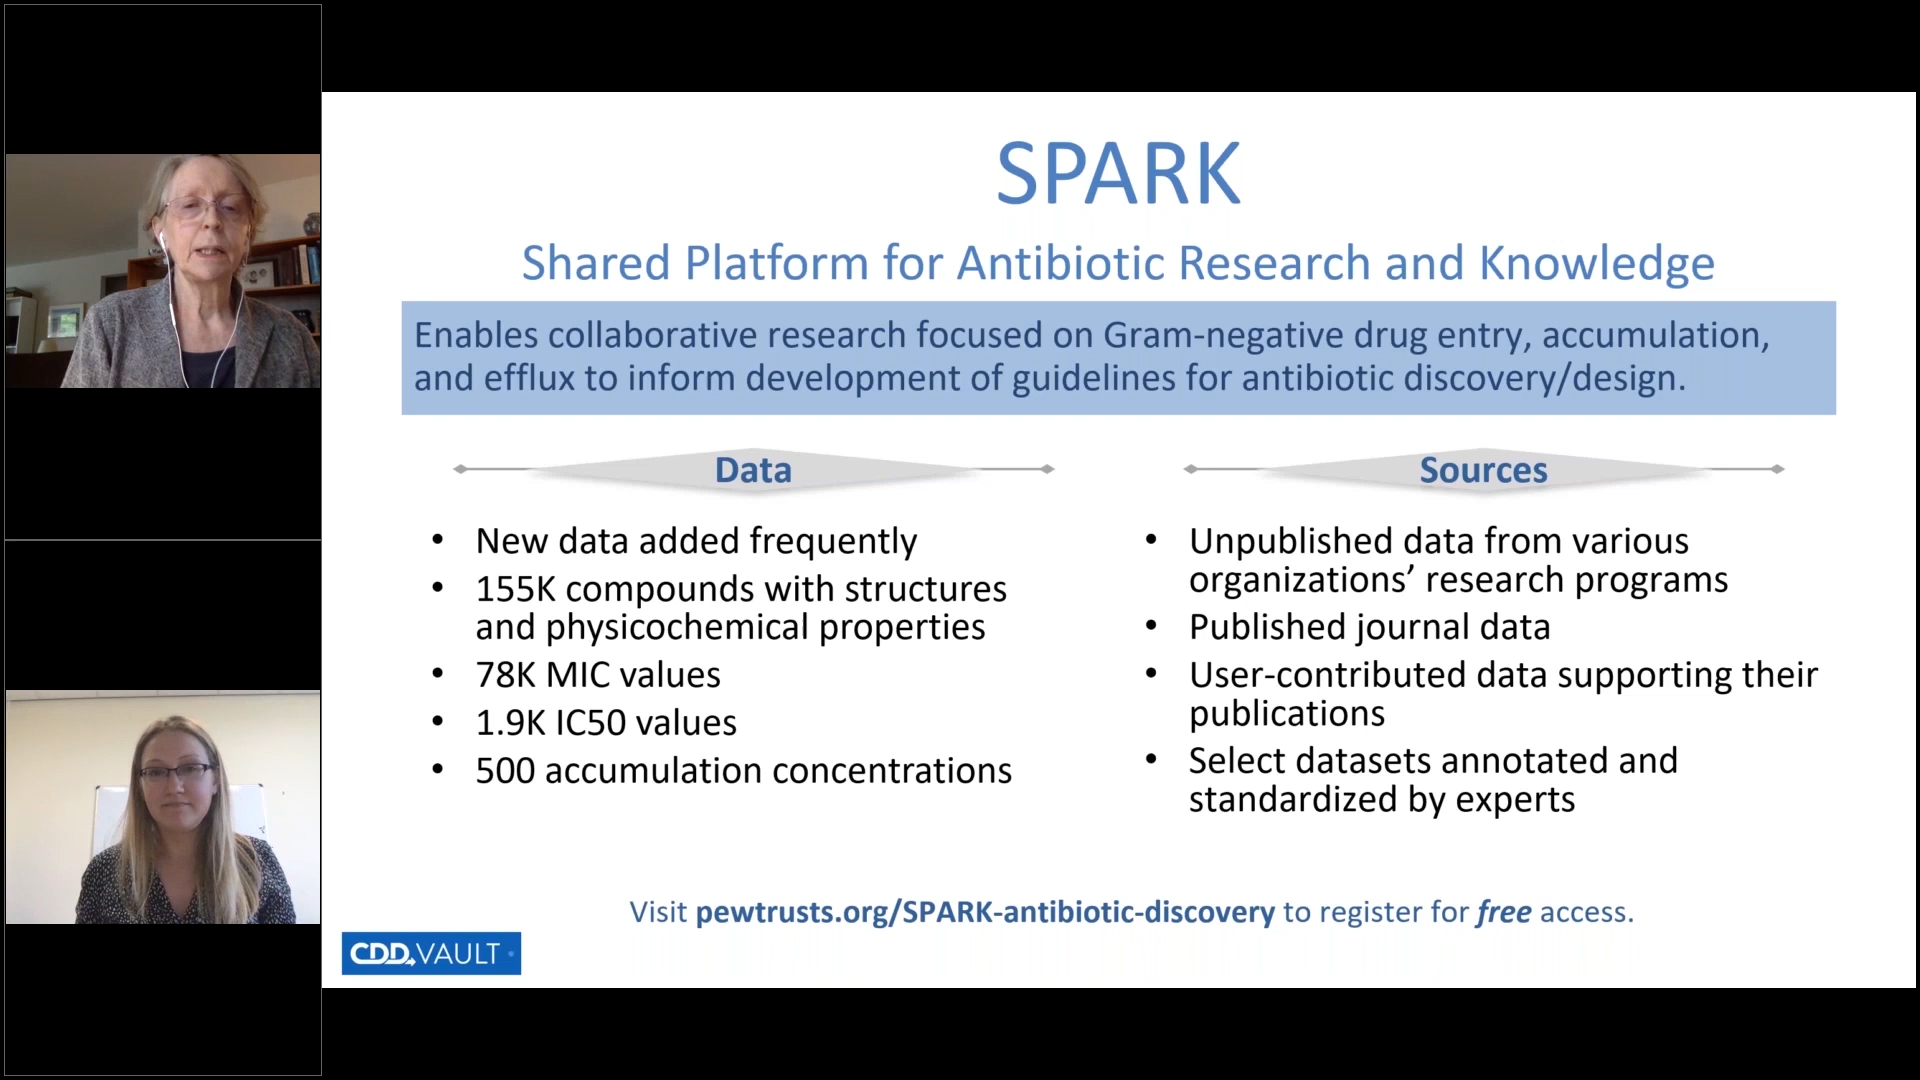 SPARK
Shared Platform for Antibiotic Research and Knowledge
Enables collaborative research focused on Gram-negative drug entry, accumulation,
and efflux to inform development of guidelines for antibiotic discovery/design.
Data
• New data added frequently
• 155K compounds with structures
and physicochemical properties
• 78K MIC values
• 1.9K IC50 values
• 500 accumulation concentrations
Sources
• Unpublished data from various
organizations’ research programs
• Published journal data
• User-contributed data supporting their
publications
• Select datasets annotated and
standardized by experts
Visit pewtrusts.org/SPARK-antibiotic-discovery to register for free access.
CDD VAULT